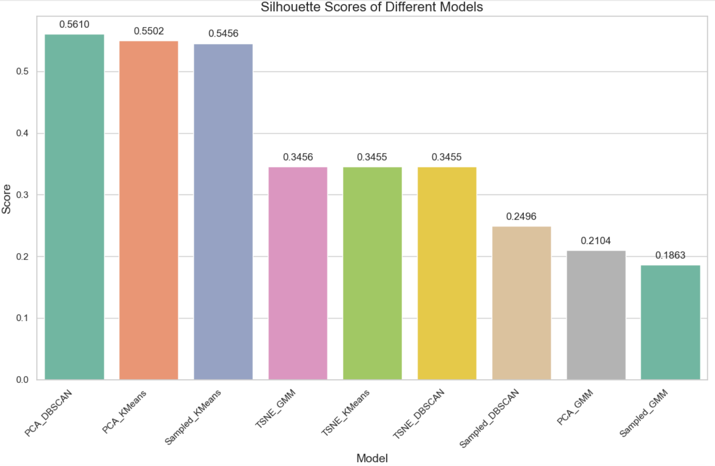 Silhouette Scores of Different Models
0.5610
0.5502
0.5456
0.3456
0.3455
0.3455
0.2496
0.2104
0.1863
Score
0.5
0.4
0.3
0.2
0.1
0.0
PCA_DBSCAN
PCA_KMeans
Sampled_KMeans
TSNE_GMM
TSNE_KMeans
TSNE_DBSCAN
Sampled_DBSCAN
PCA_GMM
Sampled_GMM
Model